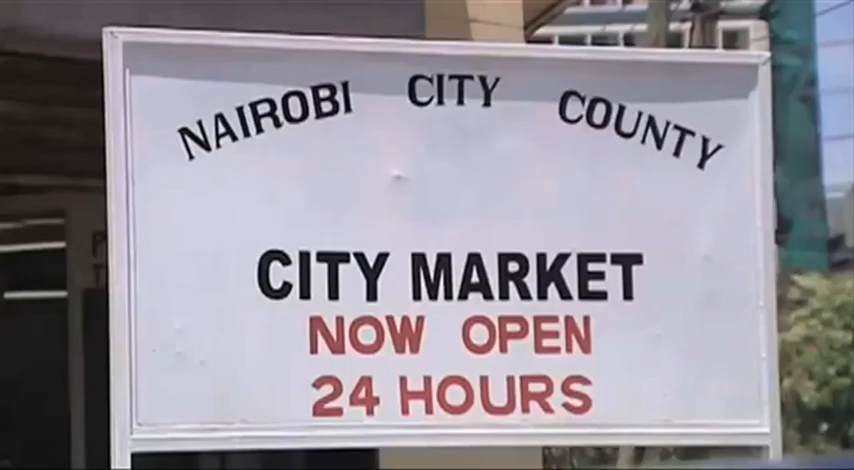 NAIROBI CITY COUNTY
CITY MARKET
NOW OPEN
24 HOURS